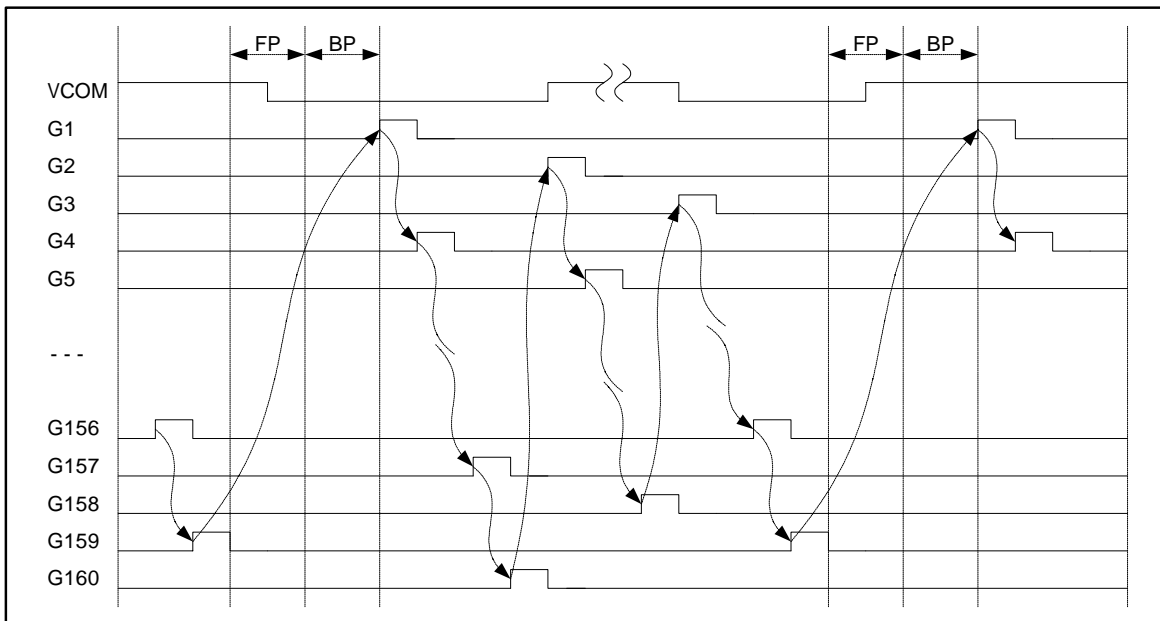 FP BP FP BP
VCOM
G1
G2
G3
G4
G5
- - -
G156
G157
G158
G159
G160